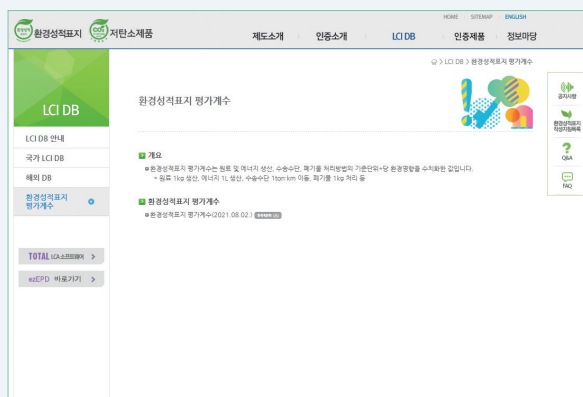 HOME SITEMAP ENGLISH
환경성적표지 저탄소제품
제도소개 인증소개 LCI DB 인증제품 정보마당
> LCI DB > 환경성적표지 평가계수
LCI DB
LCI DB 안내
국가 LCI DB
해외 DB
환경성적표지
평가계수
TOTAL LCA소프트웨어 >
ezEPD 바로가기 >
환경성적표지 평가계수
개요
환경성적표지 평가계수는 원료 및 에너지 생산, 수송수단, 폐기물 처리방법의 기준단위*당 환경영향을 수치화한 값입니다.
* 원료 1kg 생산, 에너지 1L 생산, 수송수단 1ton·km 이동, 폐기물 1kg 처리 등
환경성적표지 평가계수
환경성적표지 평가계수(2021.08.02.)
공지사항
환경성적표지
작성지침목록
Q&A
FAQ